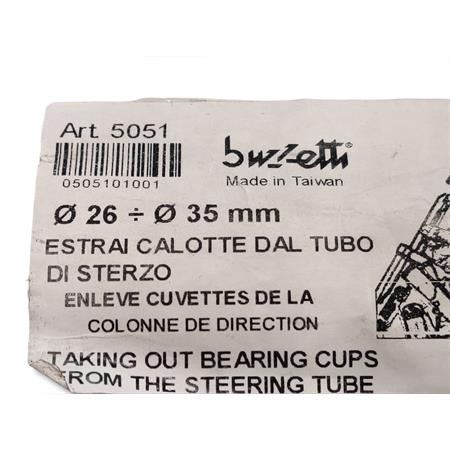 Art. 5051
0505101001
buzzetti
Made in Taiwan
Ø 26 ÷ Ø 35 mm
ESTRAI CALOTTE DAL TUBO
DI STERZO
ENLEVE CUVETTES DE LA
COLONNE DE DIRECTION
TAKING OUT BEARING CUPS
FROM THE STEERING TUBE